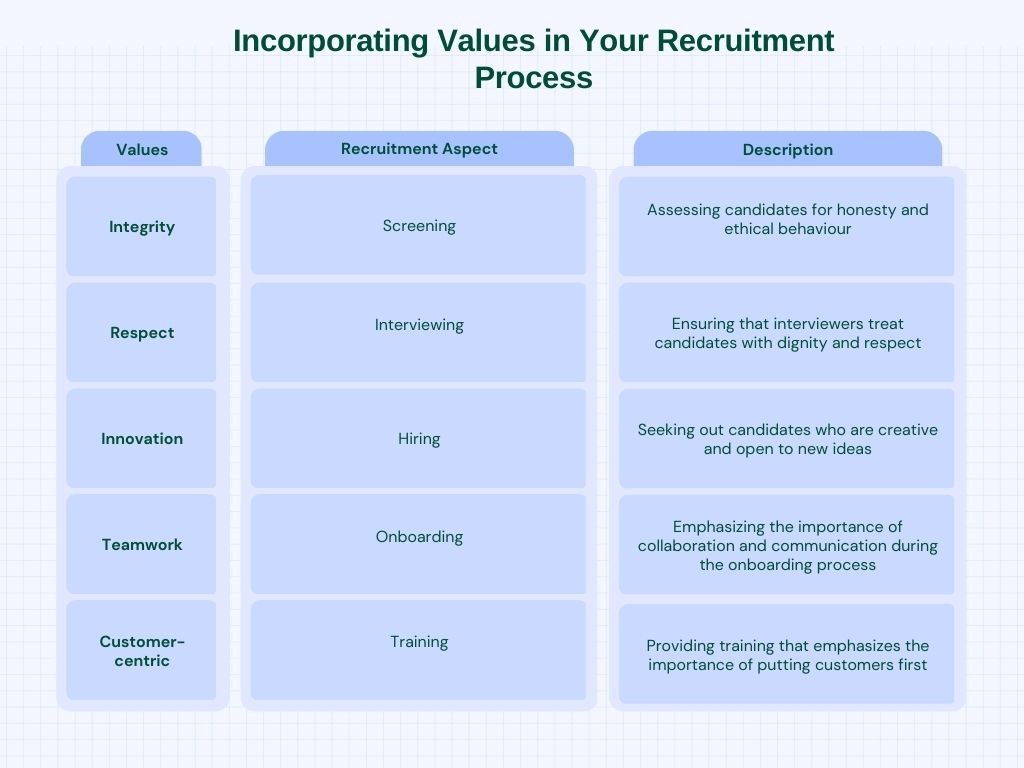 Incorporating Values in Your Recruitment
Process
Values
Recruitment Aspect
Description
Integrity
Screening
Assessing candidates for honesty and
ethical behaviour
Respect
Interviewing
Ensuring that interviewers treat
candidates with dignity and respect
Innovation
Hiring
Seeking out candidates who are creative
and open to new ideas
Teamwork
Onboarding
Emphasizing the importance of
collaboration and communication during
the onboarding process
Customer-
centric
Training
Providing training that emphasizes the
importance of putting customers first